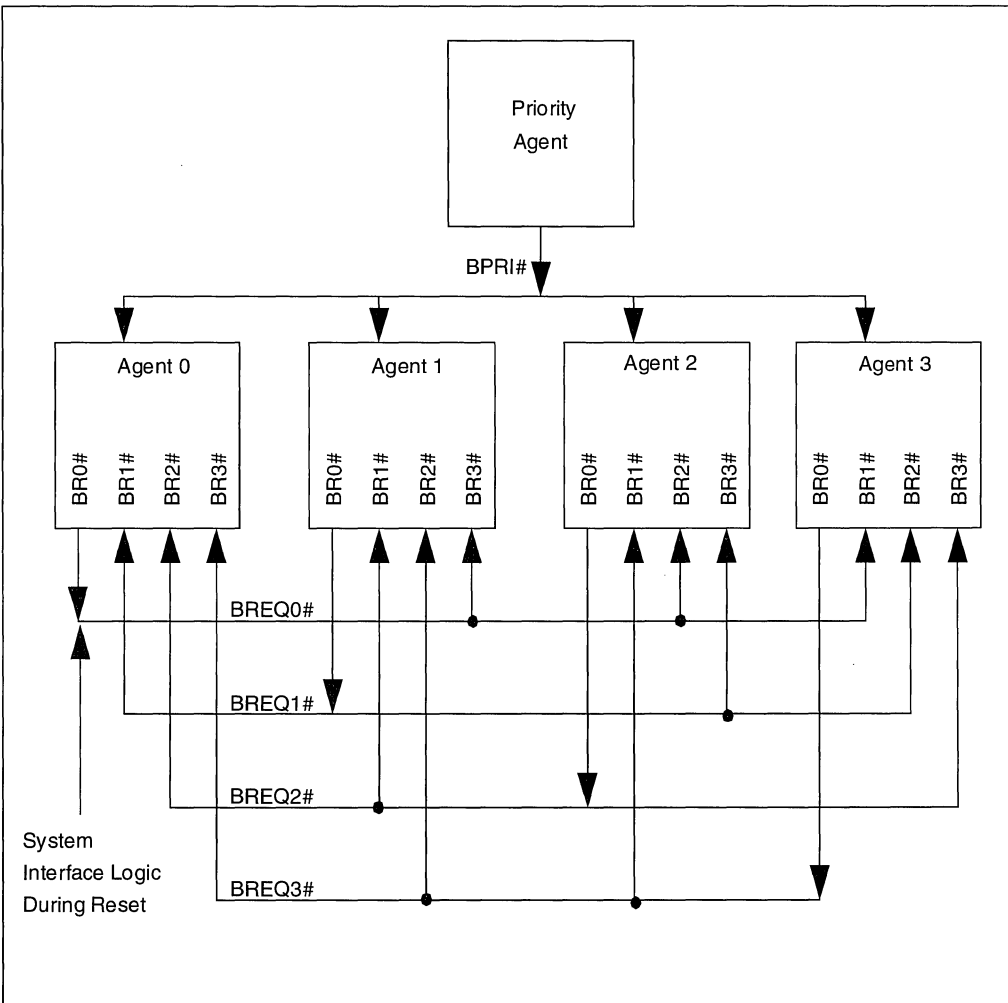 Priority
Agent
BPRI#
Agent 0
Agent 1
Agent 2
Agent 3
BR0#
BR1#
BR2#
BR3#
BR0#
BR1#
BR2#
BR3#
BR0#
BR1#
BR2#
BR3#
BR0#
BR1#
BR2#
BR3#
BREQ0#
BREQ1#
BREQ2#
BREQ3#
System
Interface Logic
During Reset